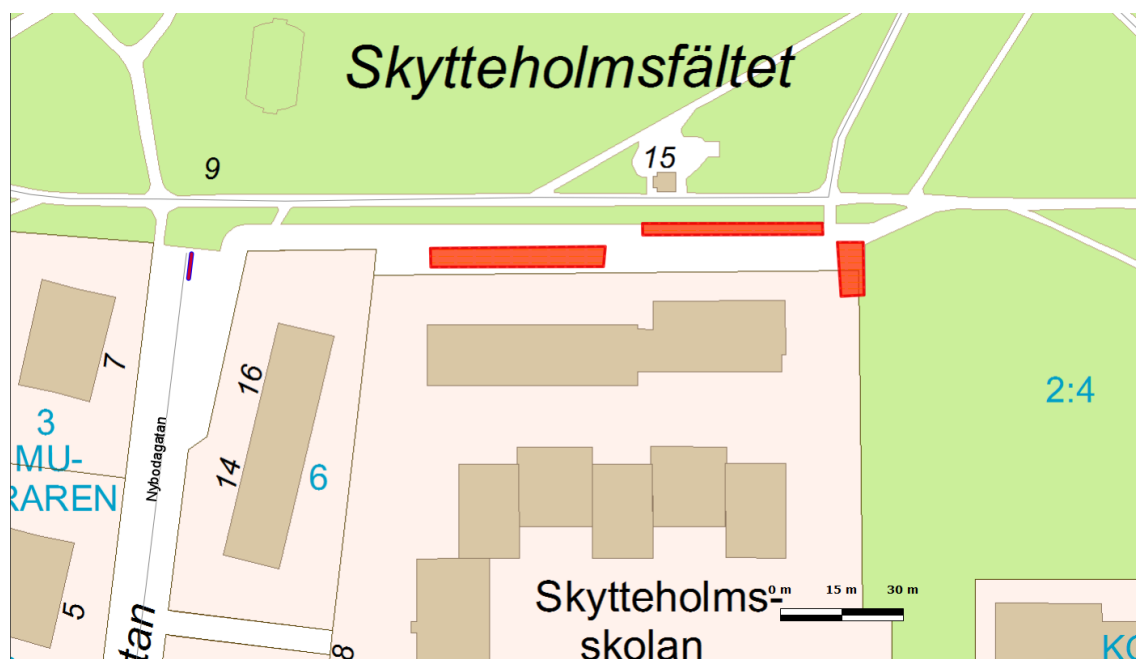 Skytteholmsfältet
9
15
7
16
3
MU-
RAREN
2:4
14
6
Nybodagatan
5
tan
8
Skytteholms-
skolan
0 m 15 m 30 m
KO